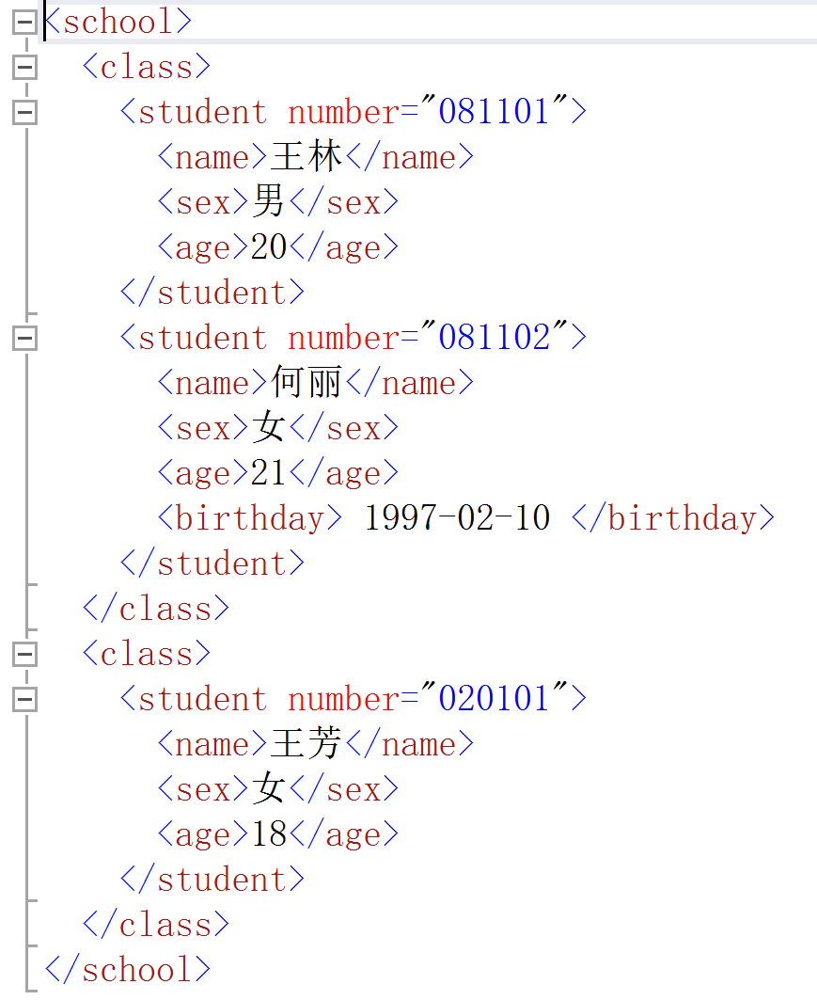 <school>
<class>
<student number="081101">
<name>王林</name>
<sex>男</sex>
<age>20</age>
</student>
<student number="081102">
<name>何丽</name>
<sex>女</sex>
<age>21</age>
<birthday> 1997-02-10 </birthday>
</student>
</class>
<class>
<student number="020101">
<name>王芳</name>
<sex>女</sex>
<age>18</age>
</student>
</class>
</school>